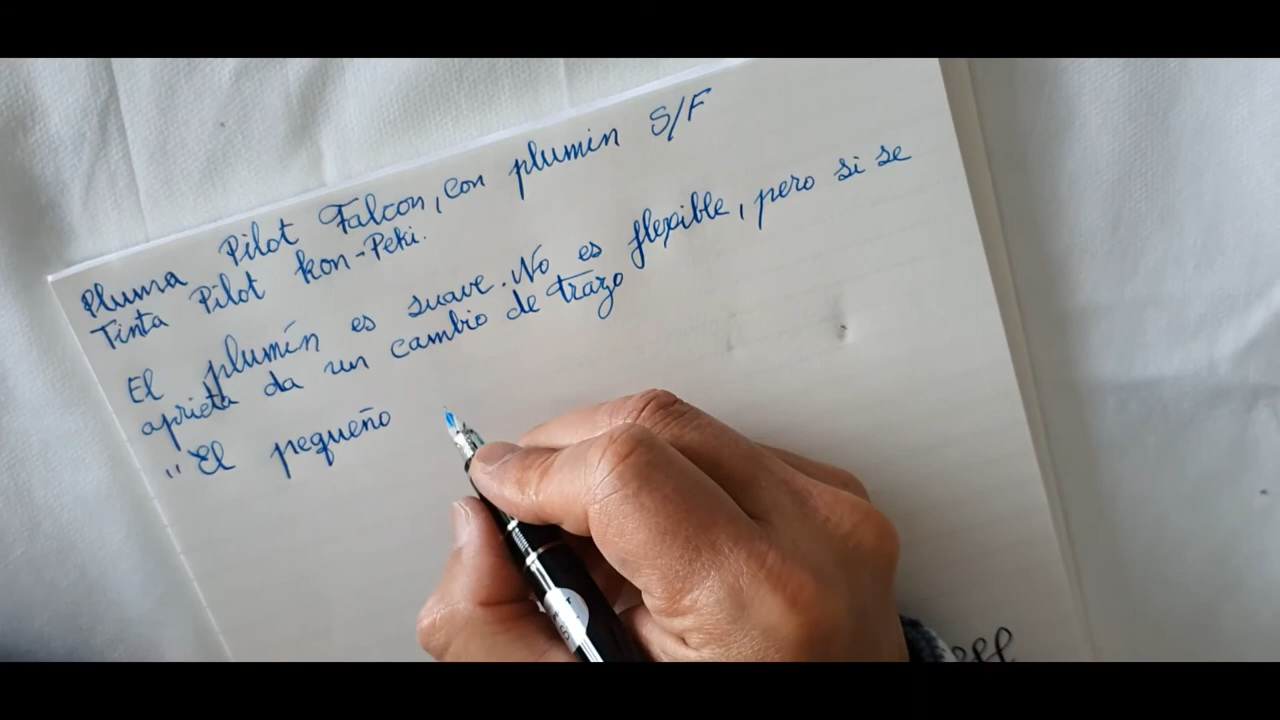 Pluma Pilot Falcon, con plumin S/F
Tinta Pilot kon-Peki.
El plumín es suave. No es flexible, pero si se
aprieta da un cambio de trazo
"El pequeño